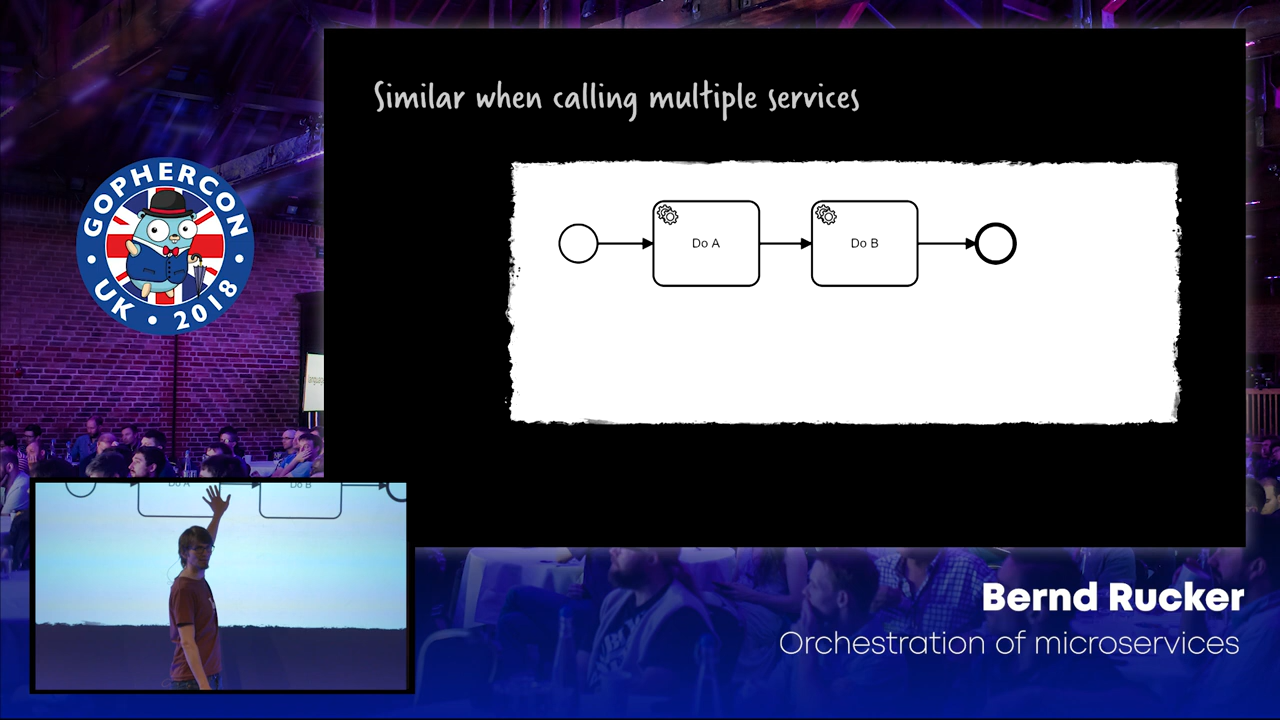 Similar when calling multiple services
GOPHERCON
UK • 2018
Do A
Do B
Do A
Do B
Bernd Rucker
Orchestration of microservices